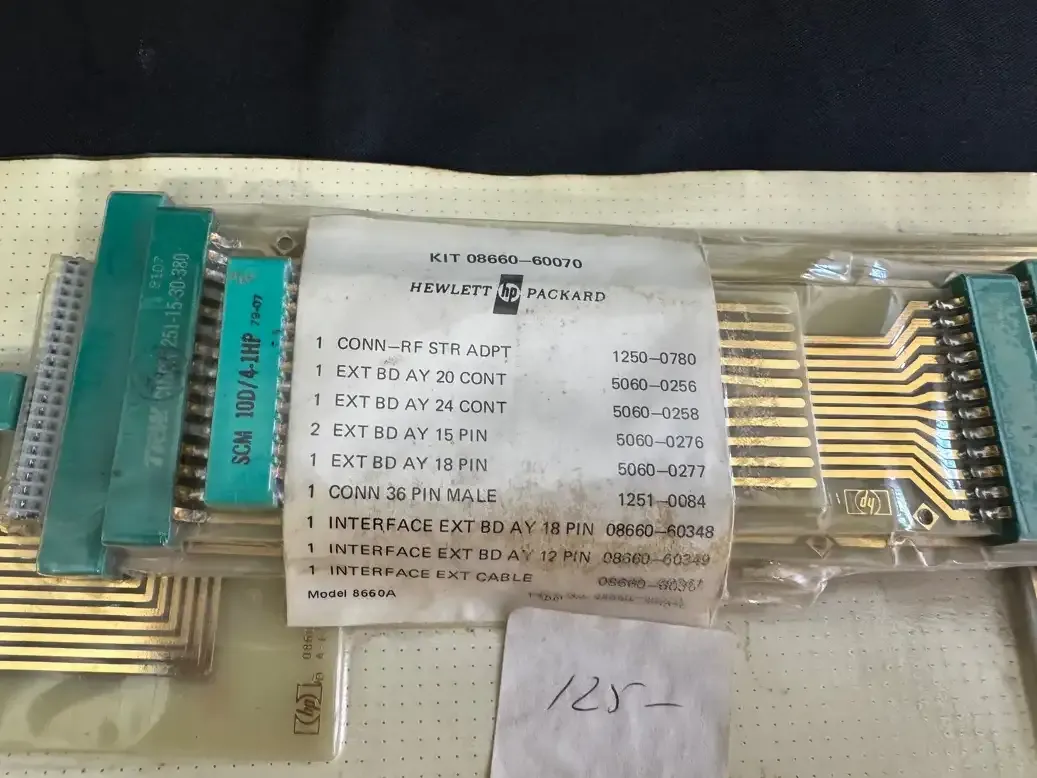 KIT 08660-60070
HEWLETT hp PACKARD
1 CONN-RF STR ADPT 1250-0780
1 EXT BD AY 20 CONT 5060-0256
1 EXT BD AY 24 CONT 5060-0258
2 EXT BD AY 15 PIN 5060-0276
1 EXT BD AY 18 PIN 5060-0277
1 CONN 36 PIN MALE 1251-0084
1 INTERFACE EXT BD AY 18 PIN 08660-60348
1 INTERFACE EXT BD AY 12 PIN 08660-60349
1 INTERFACE EXT CABLE
Model 8660A
251-15-30-380
SCM 10D/4-1HP 79-07
hp
hp
125-